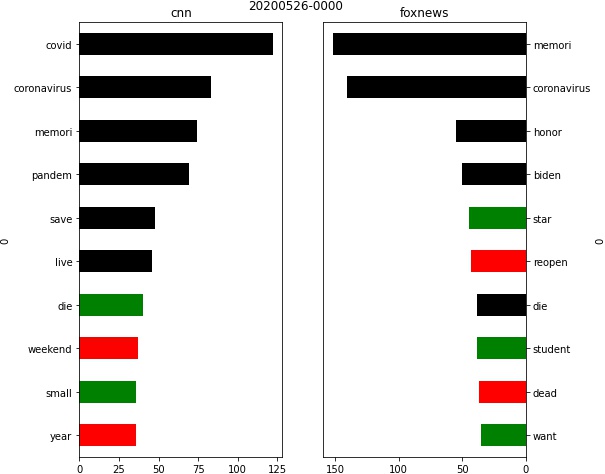 20200526-0000
cnn
foxnews
covid
coronavirus
memori
pandem
save
live
die
weekend
small
year
memori
coronavirus
honor
biden
star
reopen
die
student
dead
want
0
0
0 25 50 75 100 125
150 100 50 0